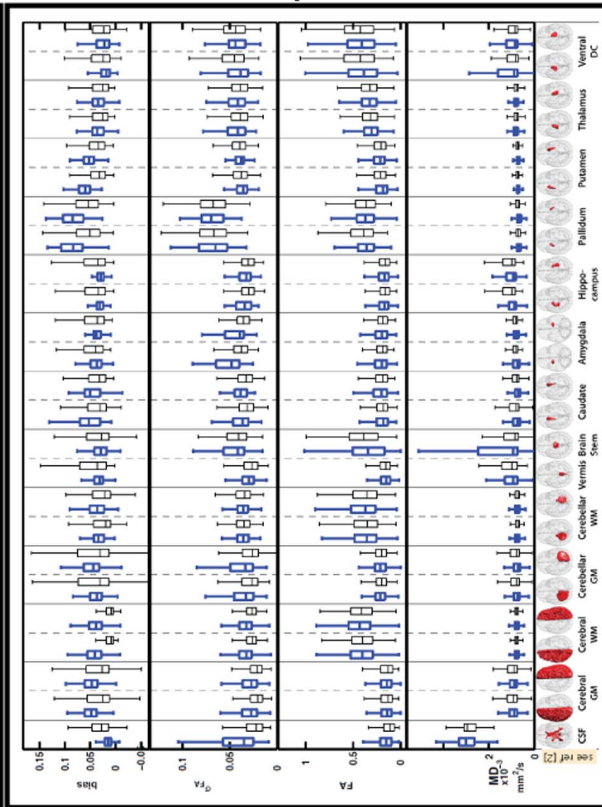 0.15
0.1
0.05
0
-0.05
bias
0.1
0.05
0
σFA
1
0.5
0
FA
4
2
0
MD
x10⁻³
mm²/s
see ref [2]
CSF
Cerebral
GM
Cerebral
WM
Cerebellar
GM
Cerebellar
WM
Vermis
Brain
Stem
Caudate
Amygdala
Hippo-
campus
Pallidum
Putamen
Thalamus
Ventral
DC